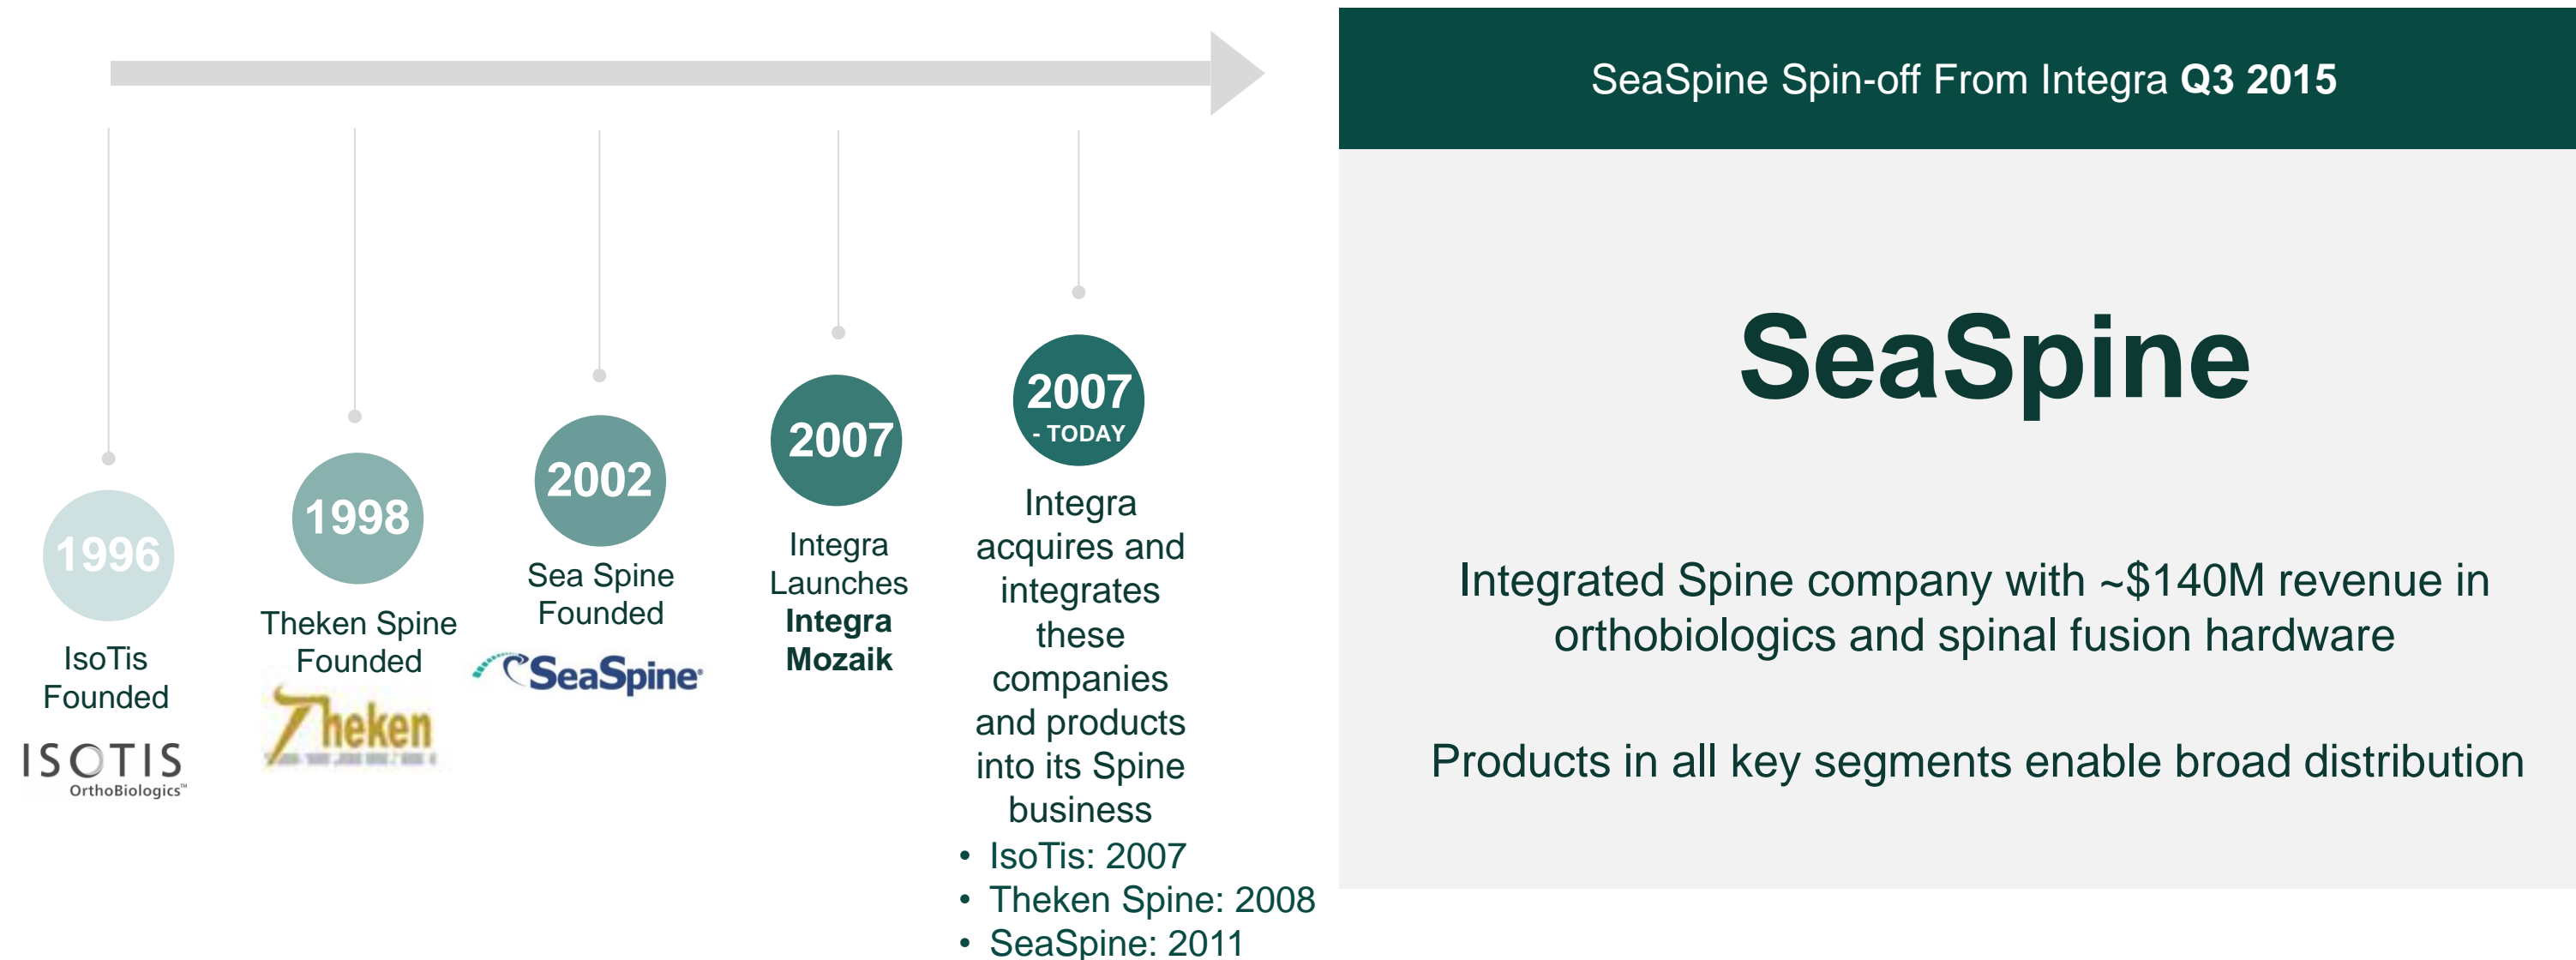 1996
IsoTis
Founded
ISOTIS
OrthoBiologics™
1998
Theken Spine
Founded
Theken
2002
Sea Spine
Founded
SeaSpine®
2007
Integra
Launches
Integra
Mozaik
2007
- TODAY
Integra
acquires and
integrates
these
companies
and products
into its Spine
business
• IsoTis: 2007
• Theken Spine: 2008
• SeaSpine: 2011
SeaSpine Spin-off From Integra Q3 2015
SeaSpine
Integrated Spine company with ~$140M revenue in
orthobiologics and spinal fusion hardware
Products in all key segments enable broad distribution